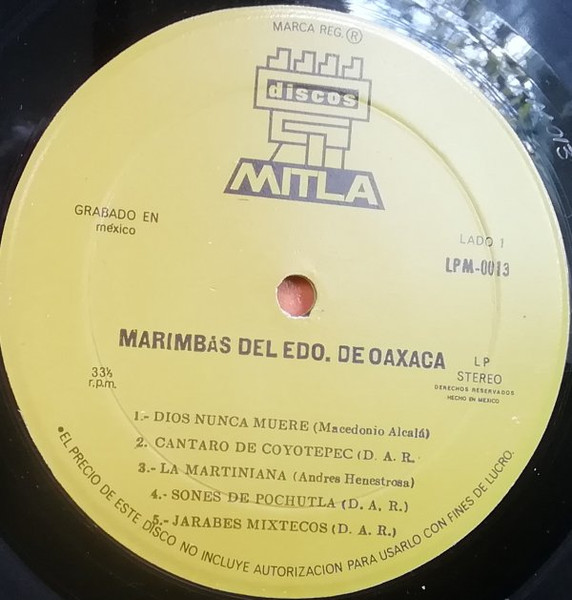 MARCA REG. ®
discos
MITLA
GRABADO EN
méxico
LADO 1
LPM-0013
MARIMBAS DEL EDO. DE OAXACA
33⅓
r.p.m.
LP
STEREO
DERECHOS RESERVADOS
HECHO EN MEXICO
1.- DIOS NUNCA MUERE (Macedonio Alcalá)
2. CANTARO DE COYOTEPEC (D. A. R.
3.- LA MARTINIANA (Andres Henestrosa)
4.- SONES DE POCHUTLA (D. A. R.)
5.- JARABES MIXTECOS (D. A. R.)
•EL PRECIO DE ESTE DISCO NO INCLUYE AUTORIZACION PARA USARLO CON FINES DE LUCRO.